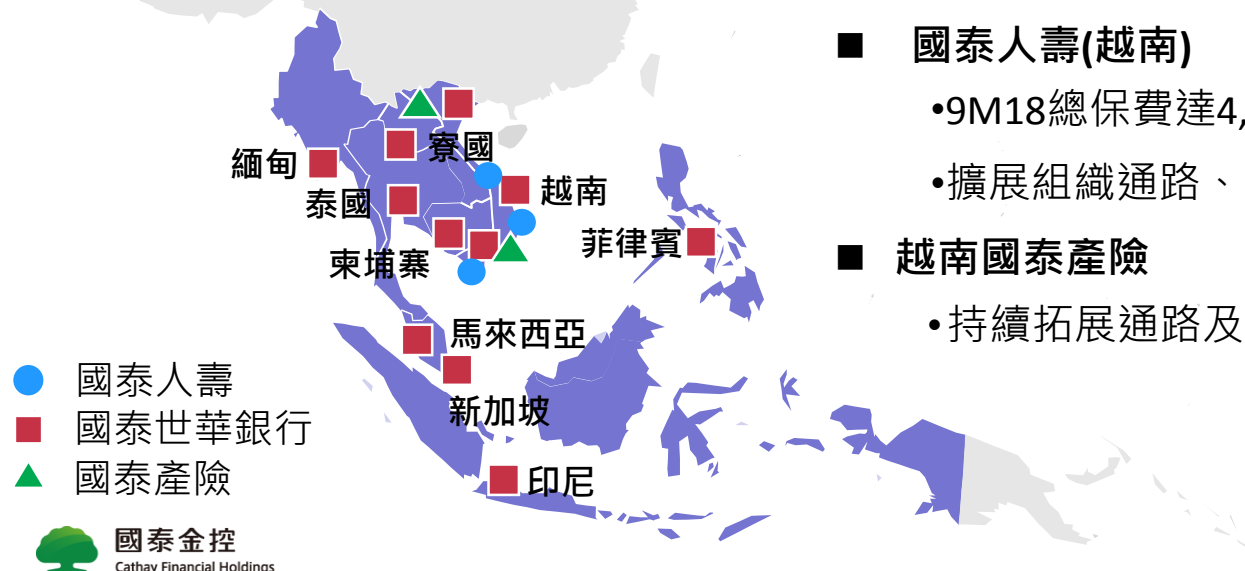 緬甸
寮國
泰國
越南
柬埔寨
菲律賓
馬來西亞
新加坡
印尼
國泰人壽
國泰世華銀行
國泰產險
國泰金控
Cathay Financial Holdings
■ 國泰人壽(越南)
•9M18總保費達4,
•擴展組織通路、
■ 越南國泰產險
•持續拓展通路及